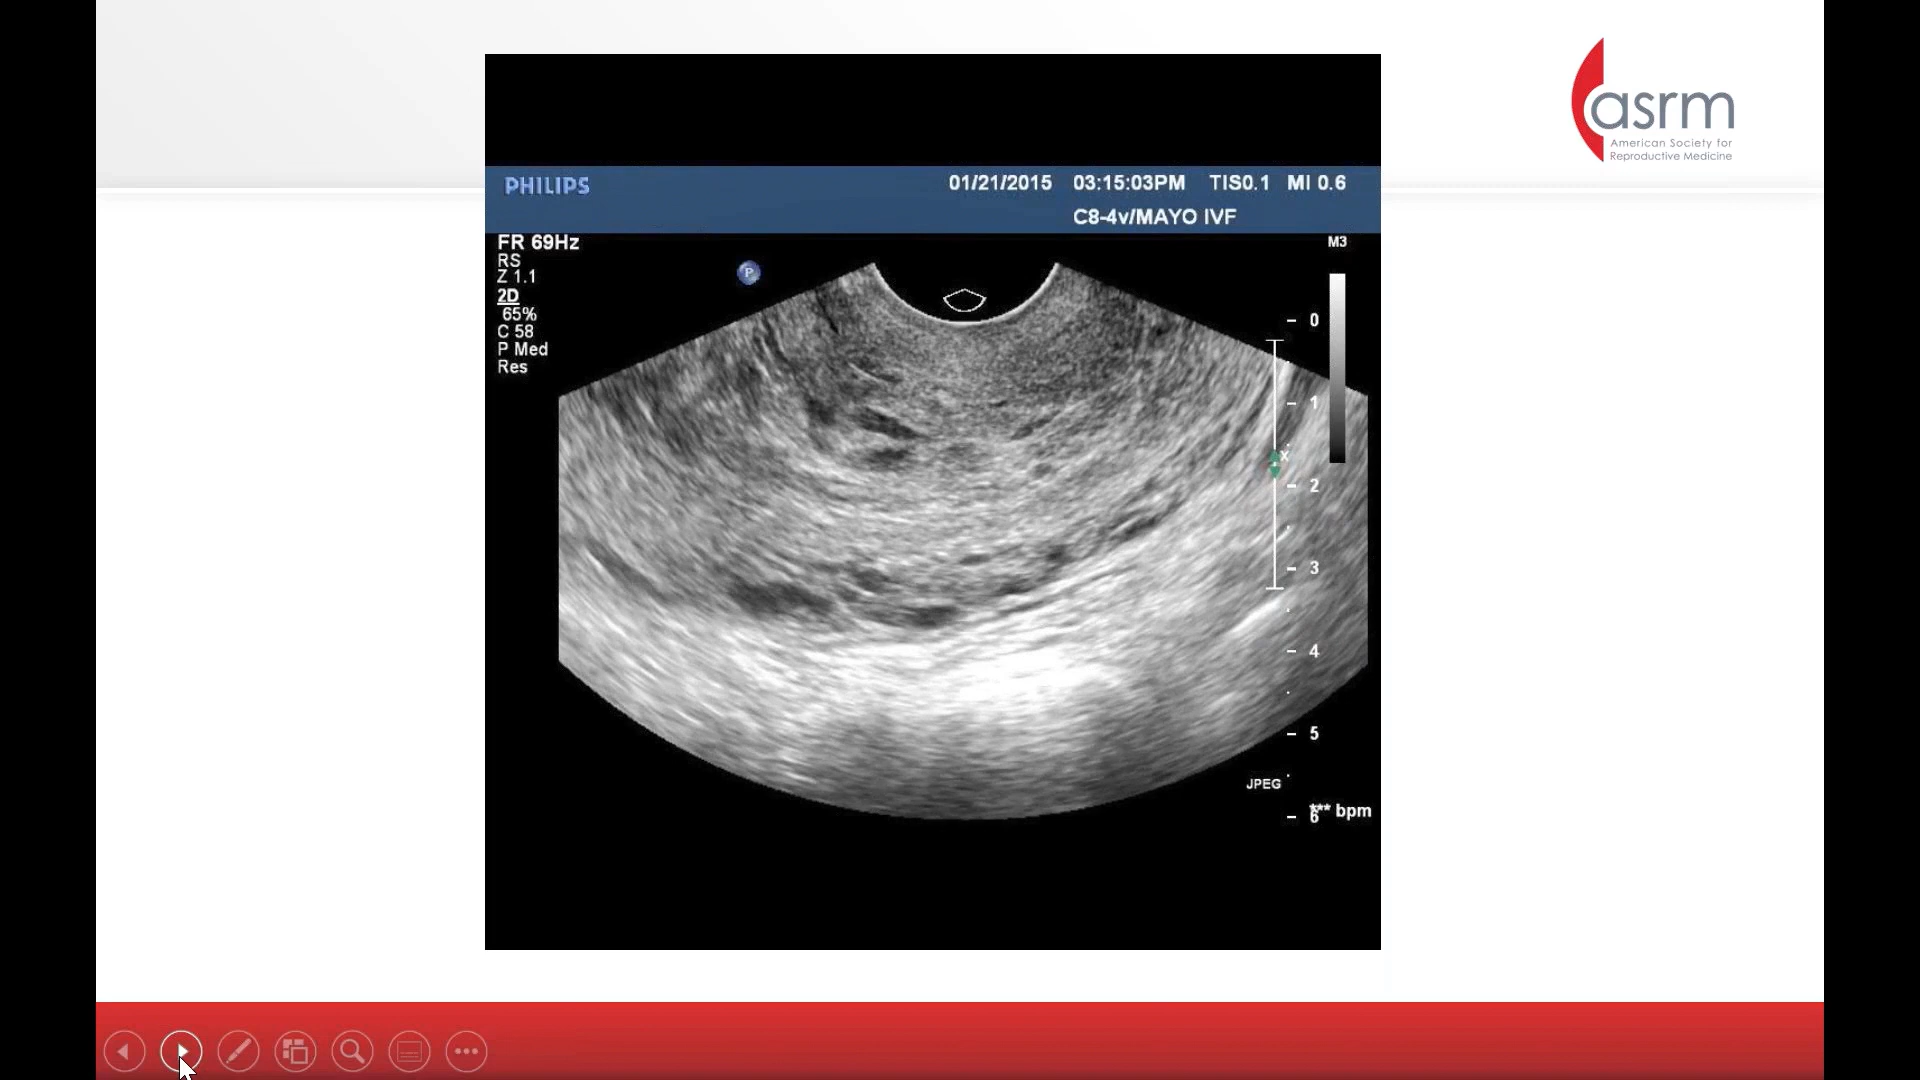 asrm
American Society for
Reproductive Medicine
PHILIPS
01/21/2015 03:15:03PM TIS0.1 MI 0.6
C8-4v/MAYO IVF
FR 69Hz
RS
Z 1.1
2D
65%
C 58
P Med
Res
P
M3
0
1
X
2
3
4
5
JPEG
*** bpm
6